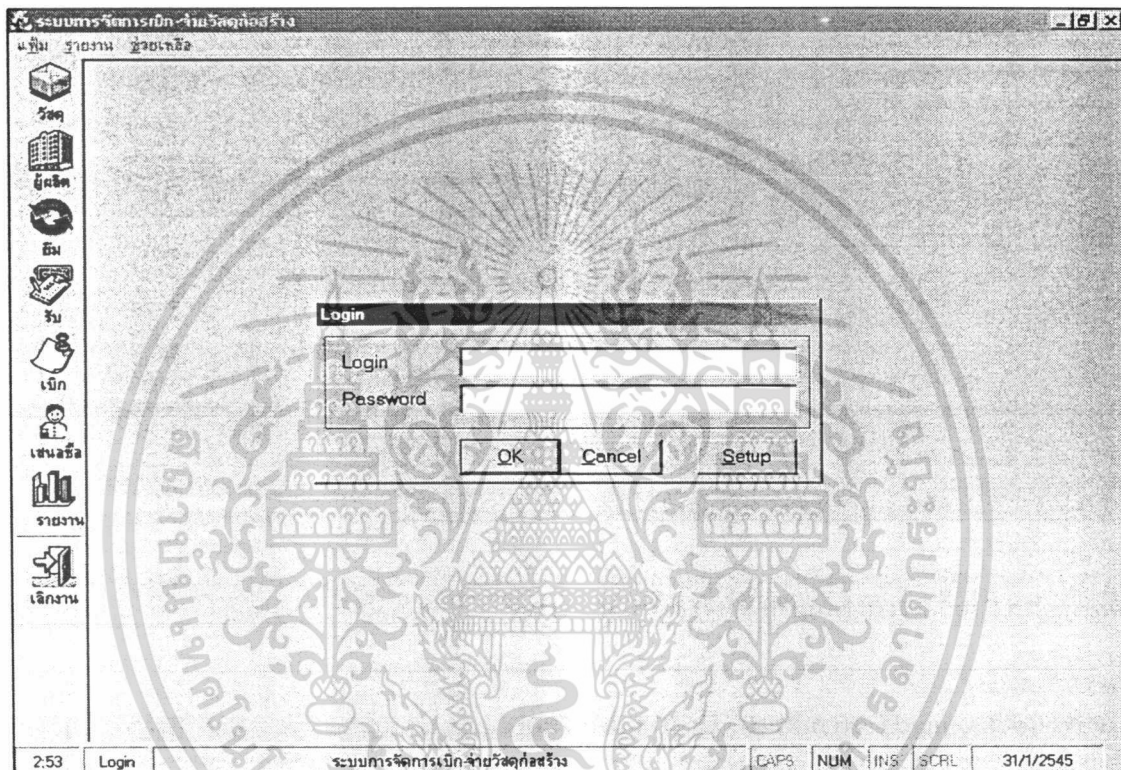 ระบบการจัดการเบิก-จ่ายวัสดุก่อสร้าง
แฟ้ม รายงาน ช่วยเหลือ
วัสดุ
ผู้ผลิต
ยืม
รับ
เบิก
เสนอซื้อ
รายงาน
เลิกงาน
Login
Login
Password
OK Cancel Setup
2:53 Login ระบบการจัดการเบิก-จ่ายวัสดุก่อสร้าง CAPS NUM INS SCRL 31/1/2545